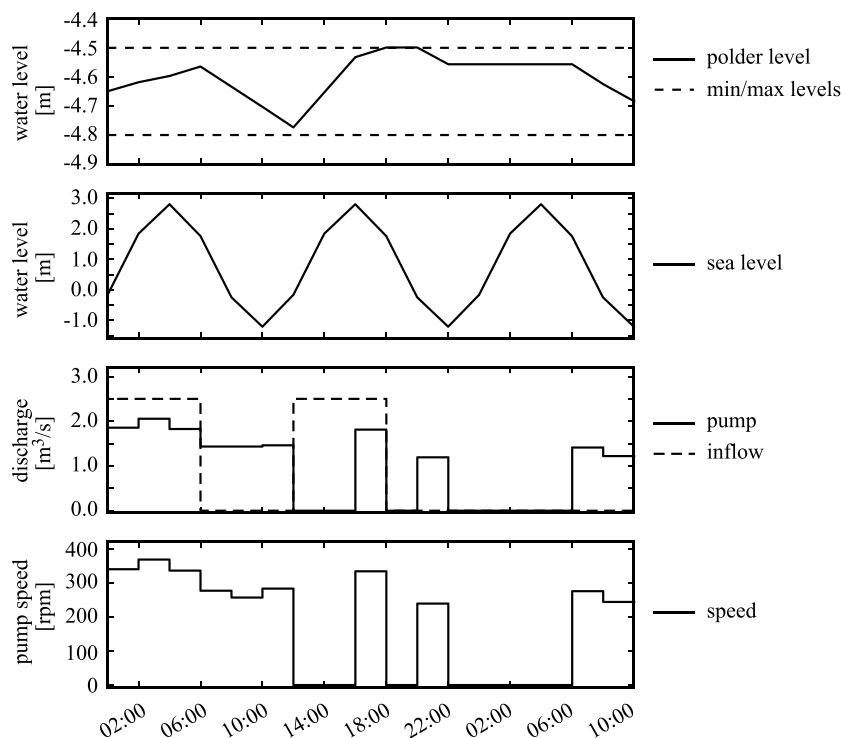 -4.4
-4.5
-4.6
-4.7
-4.8
-4.9
water level
[m]
polder level
min/max levels
3.0
2.0
1.0
0.0
-1.0
water level
[m]
sea level
3.0
2.0
1.0
0.0
discharge
[m³/s]
pump
inflow
400
300
200
100
0
pump speed
[rpm]
speed
02:00 06:00 10:00 14:00 18:00 22:00 02:00 06:00 10:00